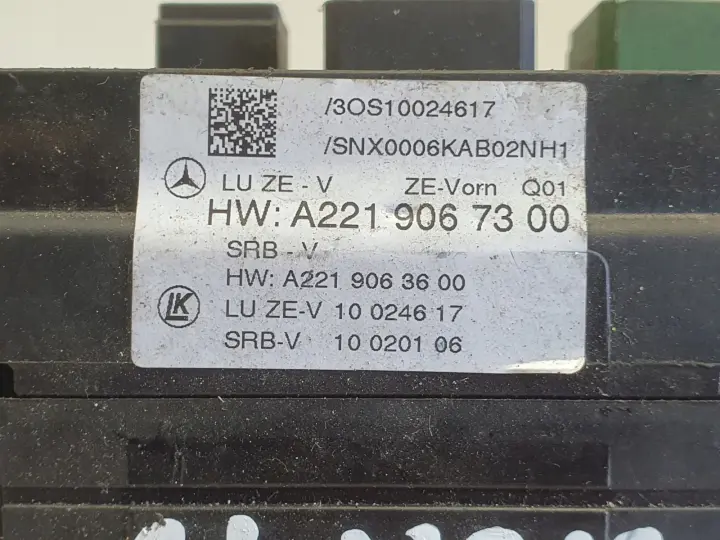 /3OS10024617
/SNX0006KAB02NH1
LU ZE - V ZE-Vorn Q01
HW: A221 906 73 00
SRB - V
HW: A221 906 36 00
LK LU ZE-V 10 0246 17
SRB-V 10 0201 06